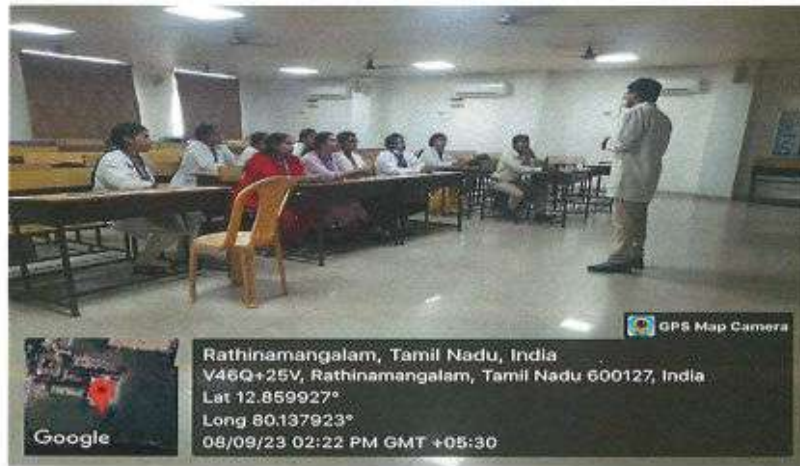 GPS Map Camera
Rathinamangalam, Tamil Nadu, India
V46Q+25V, Rathinamangalam, Tamil Nadu 600127, India
Lat 12.859927°
Long 80.137923°
08/09/23 02:22 PM GMT +05:30
Google